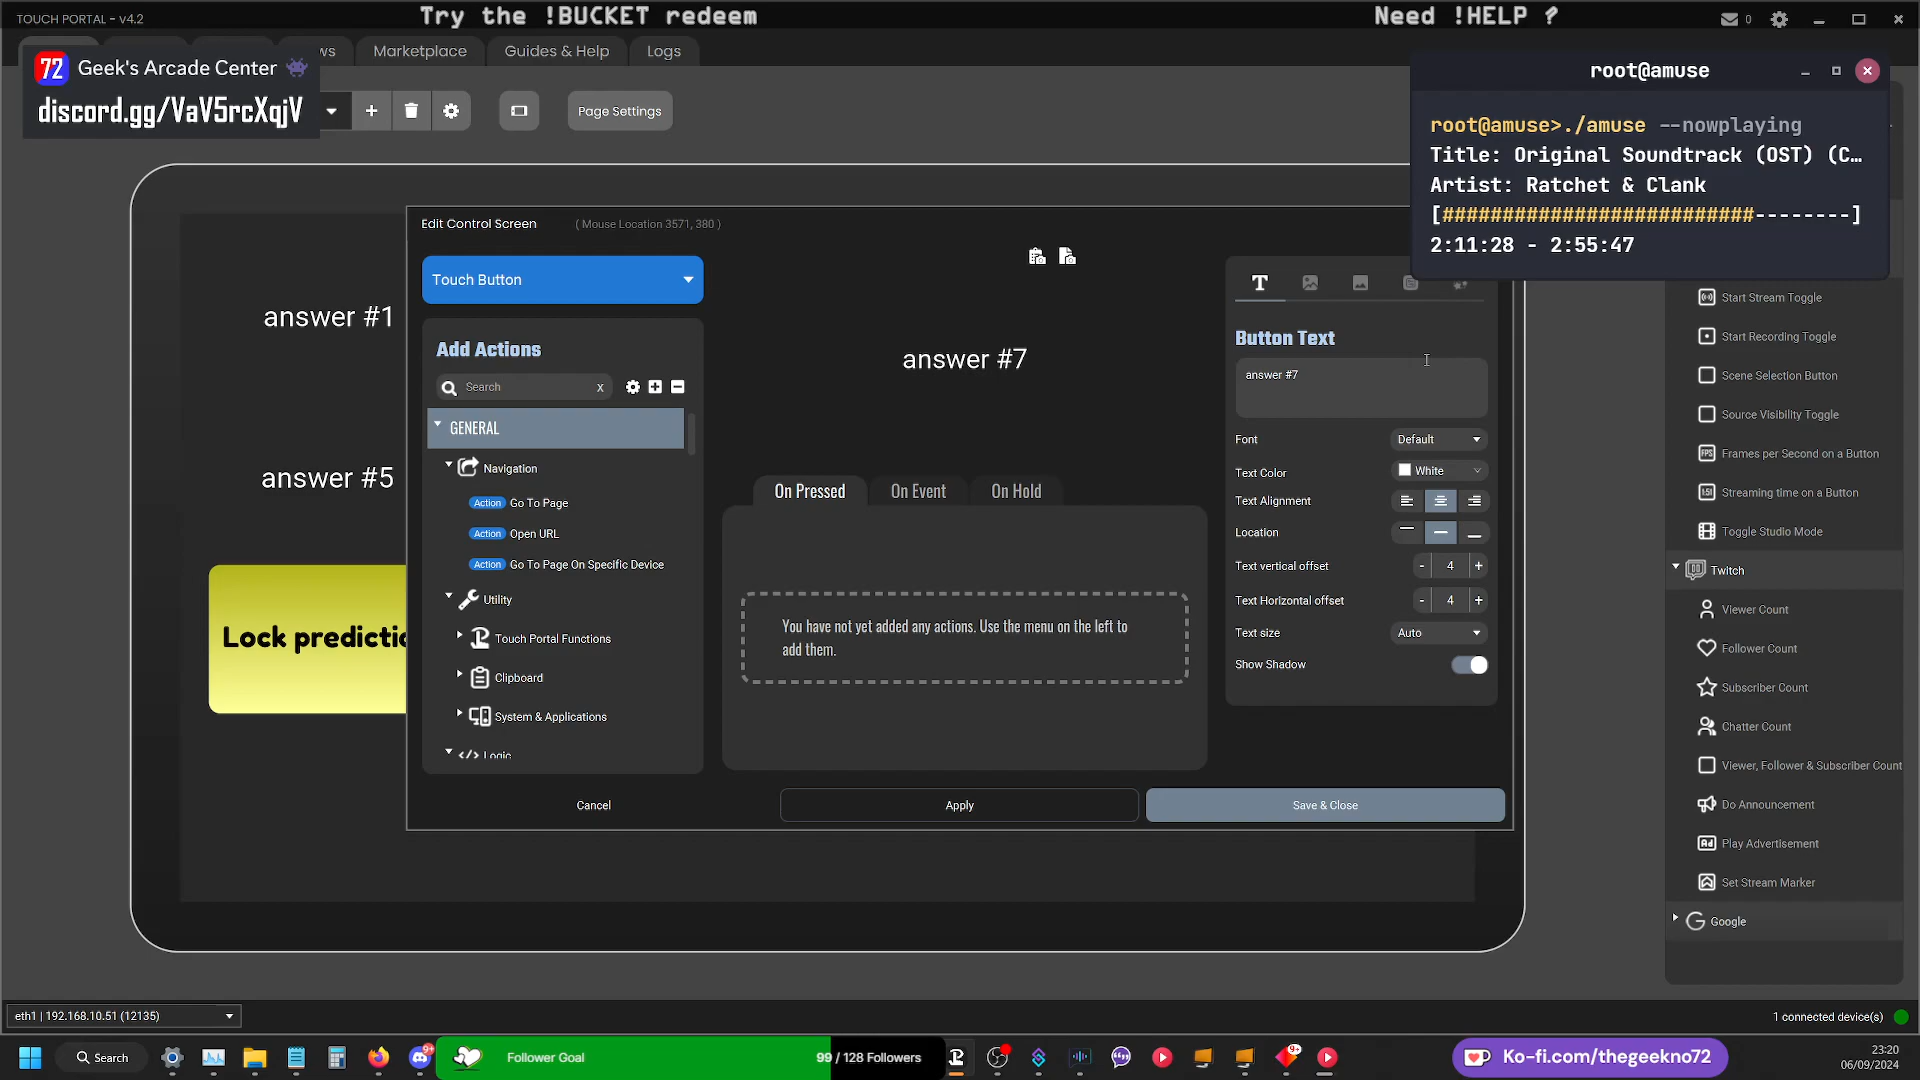 TOUCH PORTAL - v4.2
Try the !BUCKET redeem
Need !HELP ?
0
ws
Marketplace
Guides & Help
Logs
72 Geek's Arcade Center
discord.gg/VaV5rcXqjV
Page Settings
root@amuse
root@amuse>./amuse --nowplaying
Title: Original Soundtrack (OST) (C…
Artist: Ratchet & Clank
[##########################--------]
2:11:28 - 2:55:47
Edit Control Screen
( Mouse Location 3571, 380 )
Touch Button
Add Actions
Search
x
GENERAL
Navigation
Action Go To Page
Action Open URL
Action Go To Page On Specific Device
Utility
Touch Portal Functions
Clipboard
System & Applications
Logic
answer #1
answer #5
Lock predictio
answer #7
On Pressed
On Event
On Hold
You have not yet added any actions. Use the menu on the left to
add them.
T
Button Text
answer #7
Font
Default
Text Color
White
Text Alignment
Location
Text vertical offset
- 4 +
Text Horizontal offset
- 4 +
Text size
Auto
Show Shadow
Cancel
Apply
Save & Close
Start Stream Toggle
Start Recording Toggle
Scene Selection Button
Source Visibility Toggle
FPS Frames per Second on a Button
Streaming time on a Button
Toggle Studio Mode
Twitch
Viewer Count
Follower Count
Subscriber Count
Chatter Count
Viewer, Follower & Subscriber Count
Do Announcement
Ad Play Advertisement
Set Stream Marker
Google
eth1 | 192.168.10.51 (12135)
1 connected device(s)
Search
9+
Follower Goal
99 / 128 Followers
9+
Ko-fi.com/thegeekno72
23:20
06/09/2024